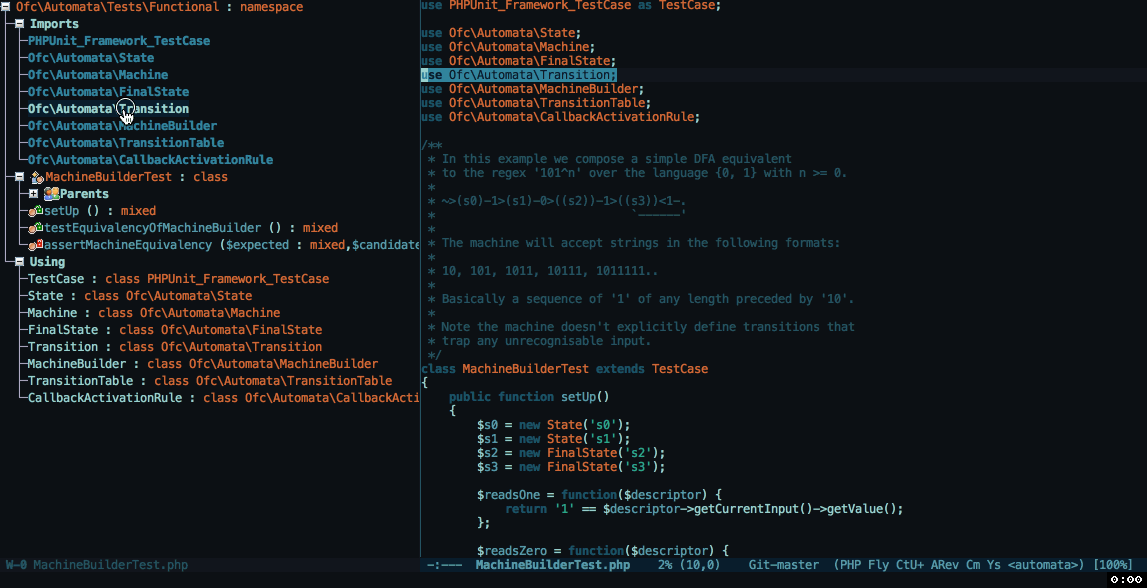 Ofc\Automata\Tests\Functional : namespace
Imports
PHPUnit_Framework_TestCase
Ofc\Automata\State
Ofc\Automata\Machine
Ofc\Automata\FinalState
Ofc\Automata\Transition
Ofc\Automata\MachineBuilder
Ofc\Automata\TransitionTable
Ofc\Automata\CallbackActivationRule
MachineBuilderTest : class
Parents
setUp () : mixed
testEquivalencyOfMachineBuilder () : mixed
assertMachineEquivalency ($expected : mixed,$candidate
Using
TestCase : class PHPUnit_Framework_TestCase
State : class Ofc\Automata\State
Machine : class Ofc\Automata\Machine
FinalState : class Ofc\Automata\FinalState
Transition : class Ofc\Automata\Transition
MachineBuilder : class Ofc\Automata\MachineBuilder
TransitionTable : class Ofc\Automata\TransitionTable
CallbackActivationRule : class Ofc\Automata\CallbackActi
W-0 MachineBuilderTest.php
use PHPUnit_Framework_TestCase as TestCase;
use Ofc\Automata\State;
use Ofc\Automata\Machine;
use Ofc\Automata\FinalState;
use Ofc\Automata\Transition;
use Ofc\Automata\MachineBuilder;
use Ofc\Automata\TransitionTable;
use Ofc\Automata\CallbackActivationRule;
/**
* In this example we compose a simple DFA equivalent
* to the regex '101^n' over the language {0, 1} with n >= 0.
*
* ~>(s0)-1>(s1)-0>((s2))-1>((s3))<1-.
* `------'
*
* The machine will accept strings in the following formats:
*
* 10, 101, 1011, 10111, 1011111..
*
* Basically a sequence of '1' of any length preceded by '10'.
*
* Note the machine doesn't explicitly define transitions that
* trap any unrecognisable input.
*/
class MachineBuilderTest extends TestCase
{
public function setUp()
{
$s0 = new State('s0');
$s1 = new State('s1');
$s2 = new FinalState('s2');
$s3 = new FinalState('s3');
$readsOne = function($descriptor) {
return '1' == $descriptor->getCurrentInput()->getValue();
};
$readsZero = function($descriptor) {
-:--- MachineBuilderTest.php 2% (10,0) Git-master (PHP Fly CtU+ ARev Cm Ys <automata>) [100%]